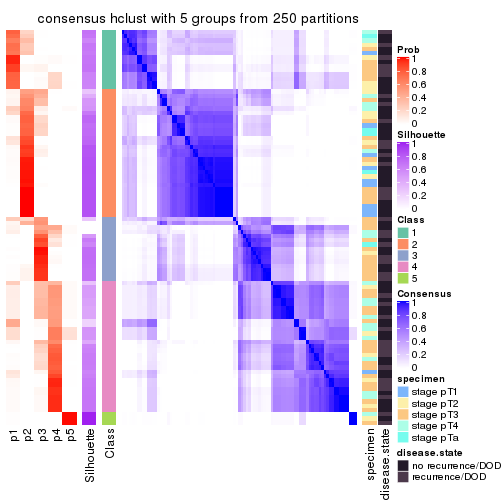 consensus hclust with 5 groups from 250 partitions
Prob
1
0.8
0.6
0.4
0.2
0
Silhouette
1
0.8
0.6
0.4
0.2
0
Class
1
2
3
4
5
Consensus
1
0.8
0.6
0.4
0.2
0
specimen
stage pT1
stage pT2
stage pT3
stage pT4
stage pTa
disease.state
no recurrence/DOD
recurrence/DOD
p1
p2
p3
p4
p5
Silhouette
Class
specimen
disease.state